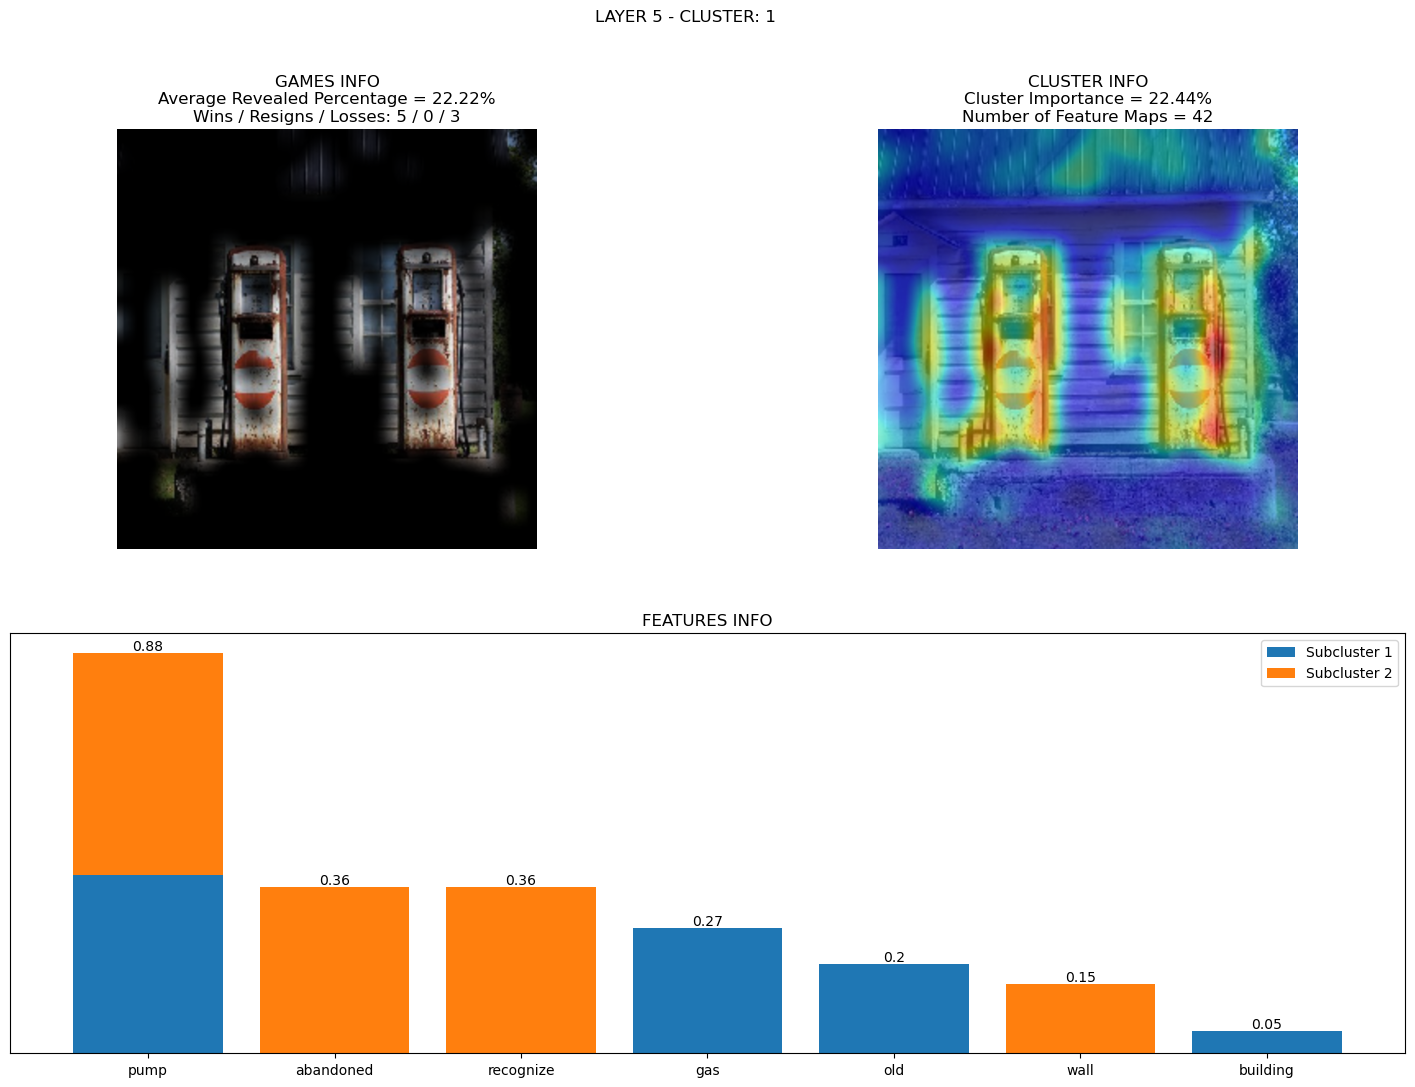 LAYER 5 - CLUSTER: 1
GAMES INFO
Average Revealed Percentage = 22.22%
Wins / Resigns / Losses: 5 / 0 / 3
CLUSTER INFO
Cluster Importance = 22.44%
Number of Feature Maps = 42
FEATURES INFO
Subcluster 1
Subcluster 2
0.88
0.36
0.36
0.27
0.2
0.15
0.05
pump
abandoned
recognize
gas
old
wall
building